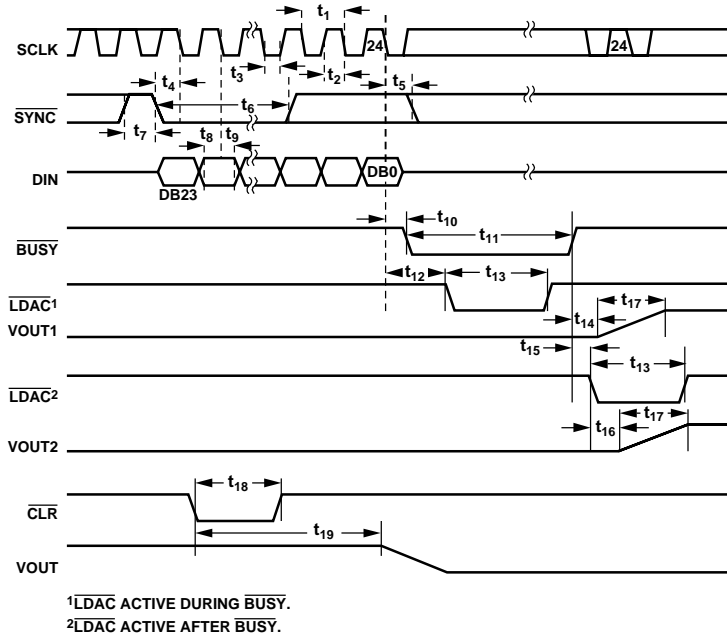 t1
SCLK
24
24
t4
t3
t2
t5
SYNC
t6
t7
t8
t9
DIN
DB23
DB0
t10
BUSY
t11
t12
t13
LDAC1
t17
t14
VOUT1
t15
t13
LDAC2
t17
t16
VOUT2
t18
CLR
t19
VOUT
1LDAC ACTIVE DURING BUSY.
2LDAC ACTIVE AFTER BUSY.